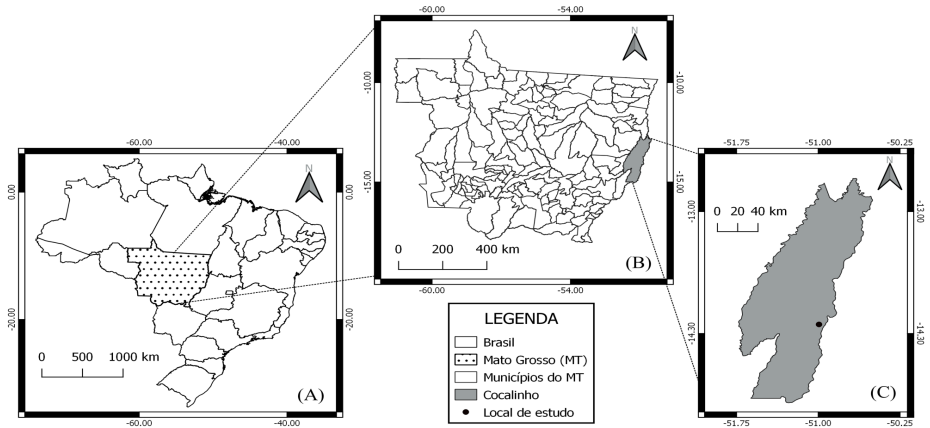 -60.00 -54.00
N
-10.00 -10.00
-15.00 -15.00
0 200 400 km
(B)
-60.00 -54.00
-60.00 -40.00
N
0.00 0.00
-20.00 -20.00
0 500 1000 km
(A)
-60.00 -40.00
-51.75 -51.00 -50.25
N
-13.00 -13.00
0 20 40 km
-14.30 -14.30
(C)
-51.75 -51.00 -50.25
LEGENDA
Brasil
Mato Grosso (MT)
Municípios do MT
Cocalinho
Local de estudo